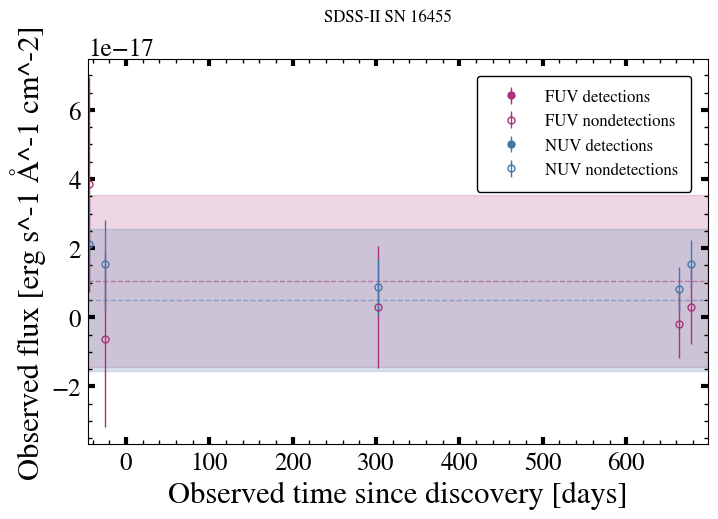 SDSS-II SN 16455
1e−17
FUV detections
FUV nondetections
NUV detections
NUV nondetections
6
4
2
0
−2
Observed flux [erg s^-1 Å^-1 cm^-2]
0 100 200 300 400 500 600
Observed time since discovery [days]